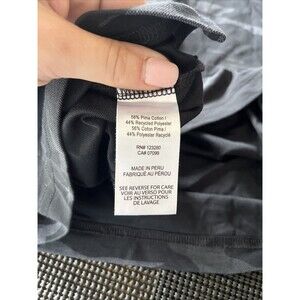 56% Pima Cotton /
44% Recycled Polyester
56% Coton Pima /
44% Polyester Recyclé
RN# 123280
CA# 07099
MADE IN PERU
FABRIQUÉ AU PÉROU
SEE REVERSE FOR CARE
VOIR AU VERSO POUR
LES INSTRUCTIONS
DE LAVAGE